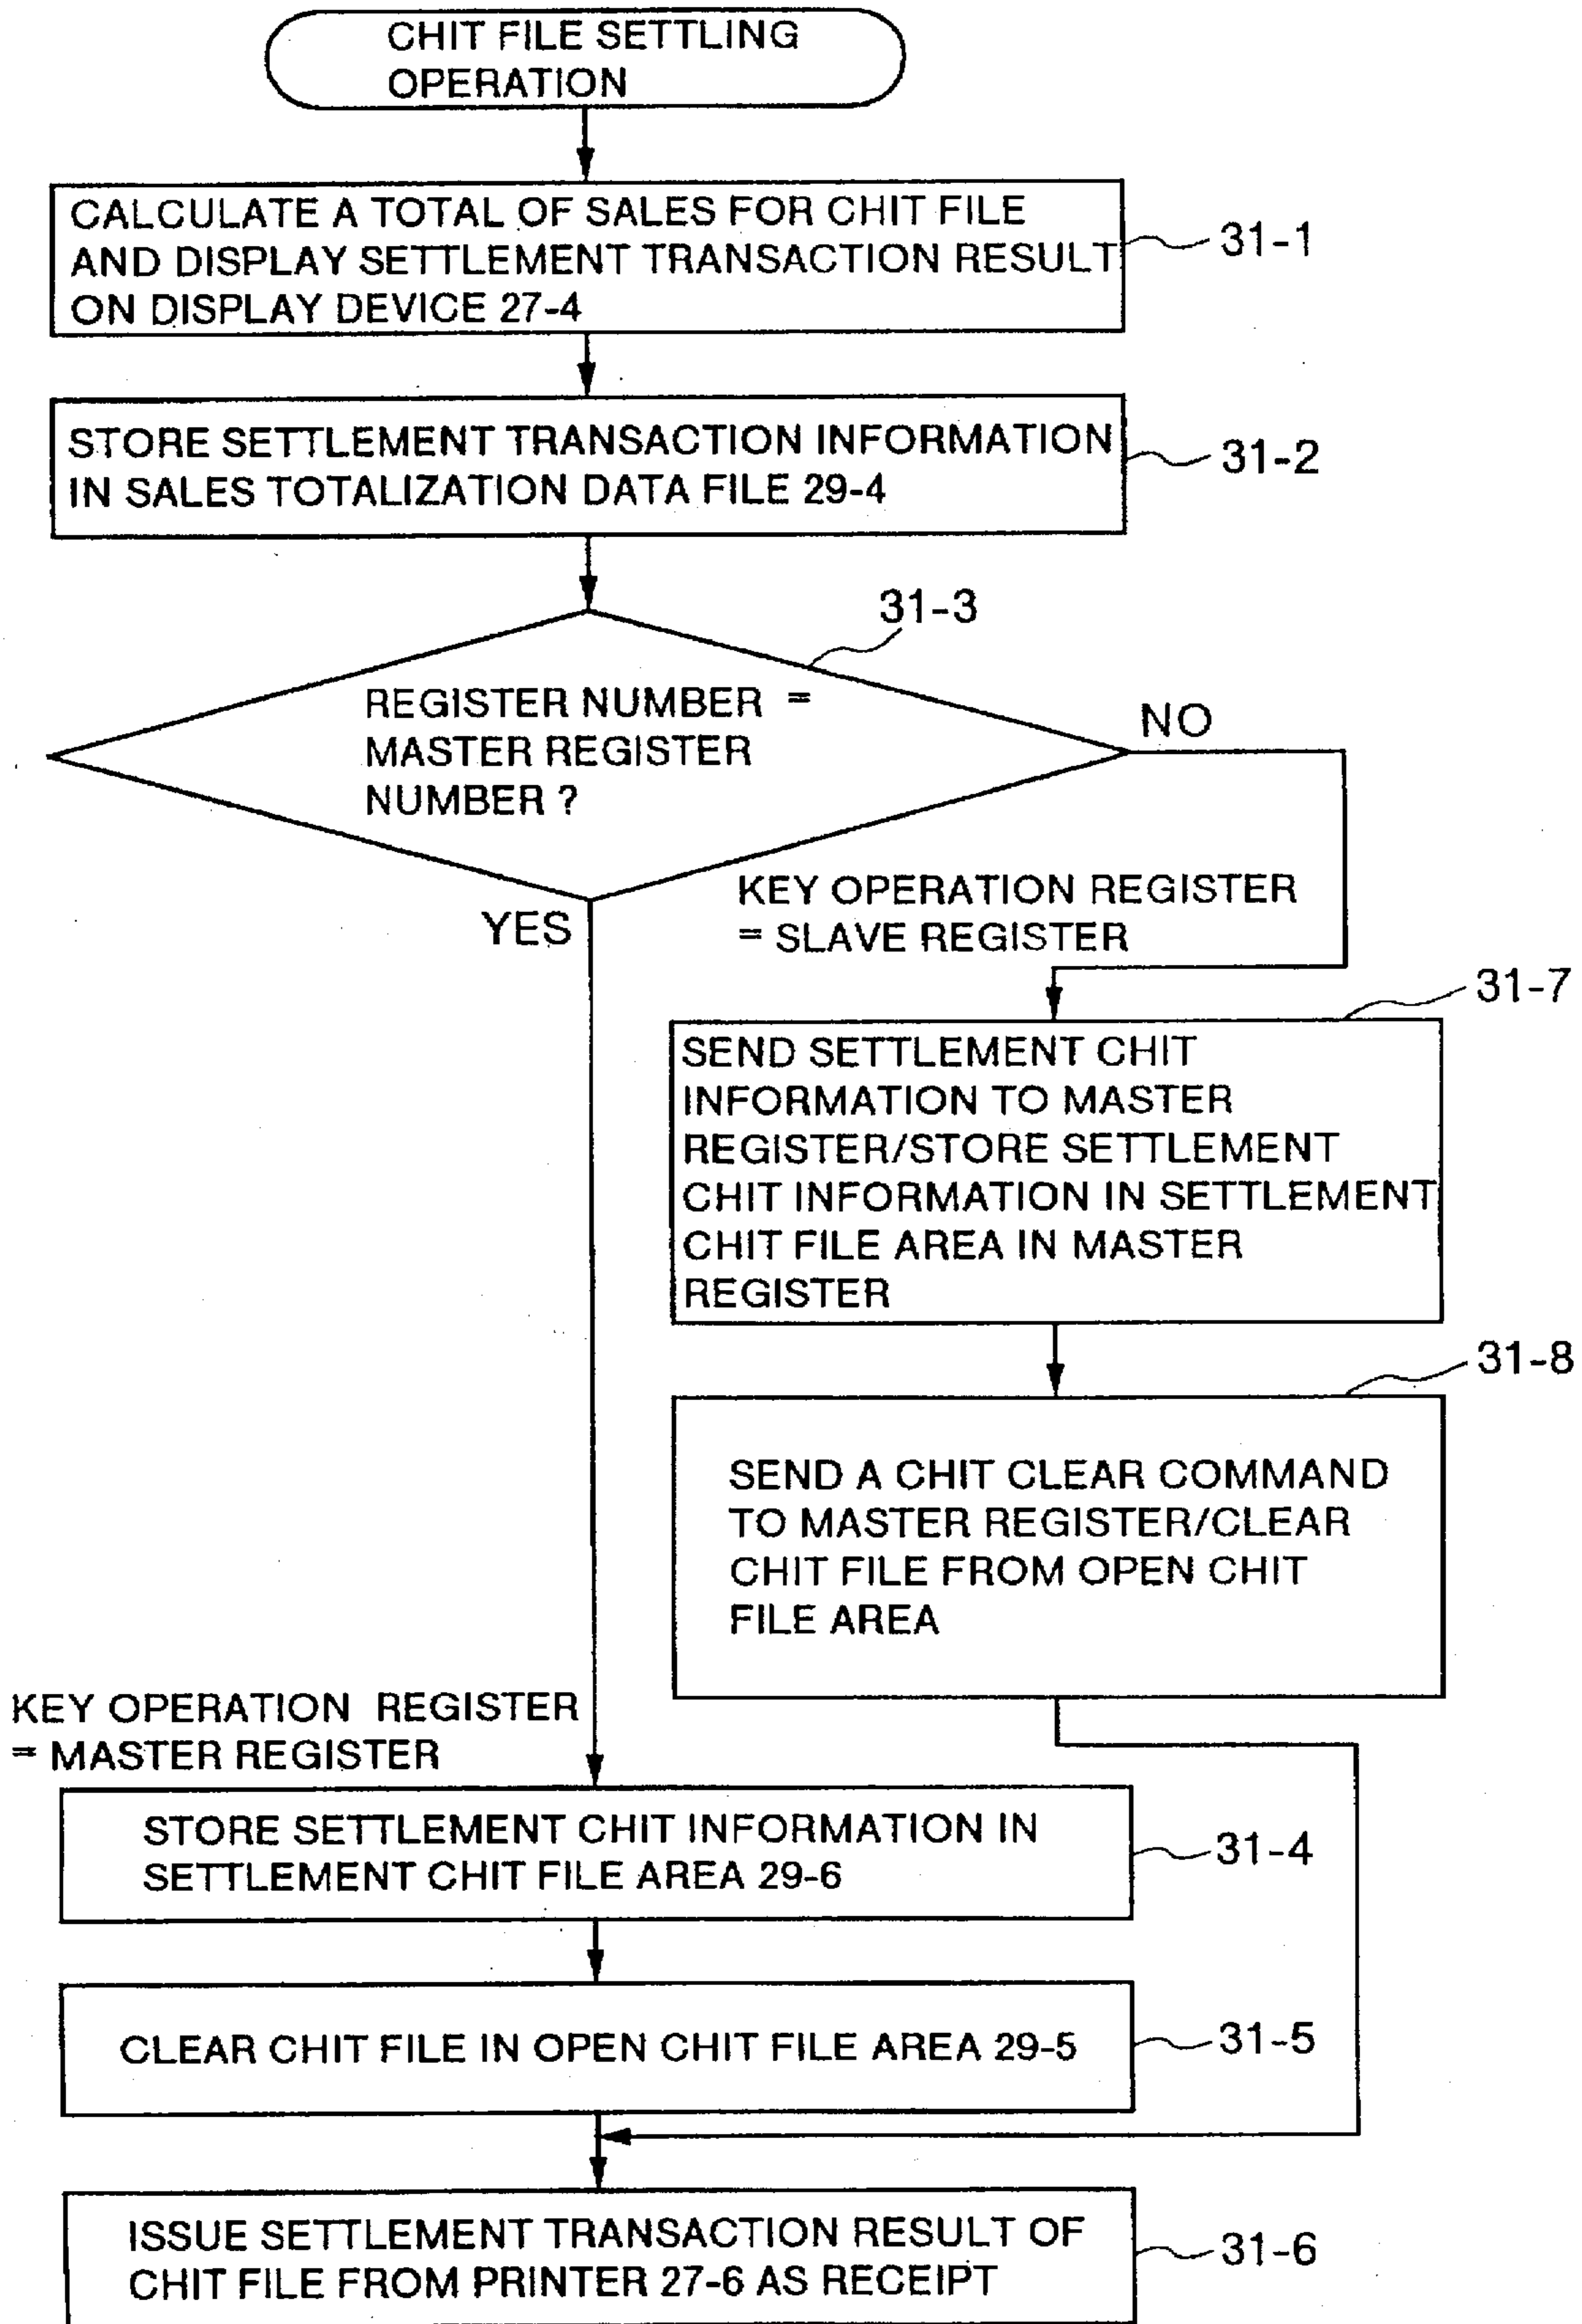 CHIT FILE SETTLING
OPERATION
CALCULATE A TOTAL OF SALES FOR CHIT FILE
AND DISPLAY SETTLEMENT TRANSACTION RESULT
ON DISPLAY DEVICE 27-4
31-1
STORE SETTLEMENT TRANSACTION INFORMATION
IN SALES TOTALIZATION DATA FILE 29-4
31-2
31-3
REGISTER NUMBER =
MASTER REGISTER
NUMBER ?
NO
YES
KEY OPERATION REGISTER
= SLAVE REGISTER
31-7
SEND SETTLEMENT CHIT
INFORMATION TO MASTER
REGISTER/STORE SETTLEMENT
CHIT INFORMATION IN SETTLEMENT
CHIT FILE AREA IN MASTER
REGISTER
31-8
SEND A CHIT CLEAR COMMAND
TO MASTER REGISTER/CLEAR
CHIT FILE FROM OPEN CHIT
FILE AREA
KEY OPERATION REGISTER
= MASTER REGISTER
STORE SETTLEMENT CHIT INFORMATION IN
SETTLEMENT CHIT FILE AREA 29-6
31-4
CLEAR CHIT FILE IN OPEN CHIT FILE AREA 29-5
31-5
ISSUE SETTLEMENT TRANSACTION RESULT OF
CHIT FILE FROM PRINTER 27-6 AS RECEIPT
31-6